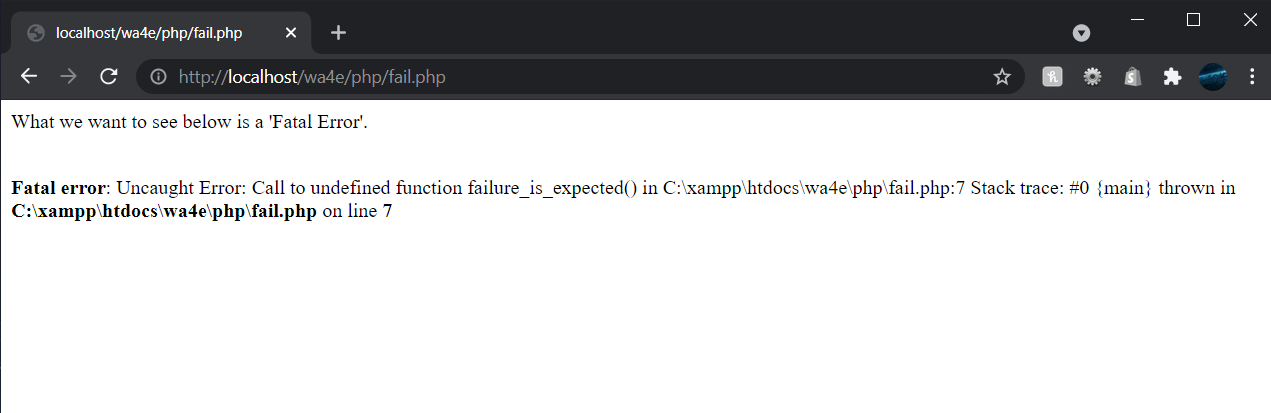 localhost/wa4e/php/fail.php
http://localhost/wa4e/php/fail.php
What we want to see below is a 'Fatal Error'.
Fatal error: Uncaught Error: Call to undefined function failure_is_expected() in C:\xampp\htdocs\wa4e\php\fail.php:7 Stack trace: #0 {main} thrown in
C:\xampp\htdocs\wa4e\php\fail.php on line 7